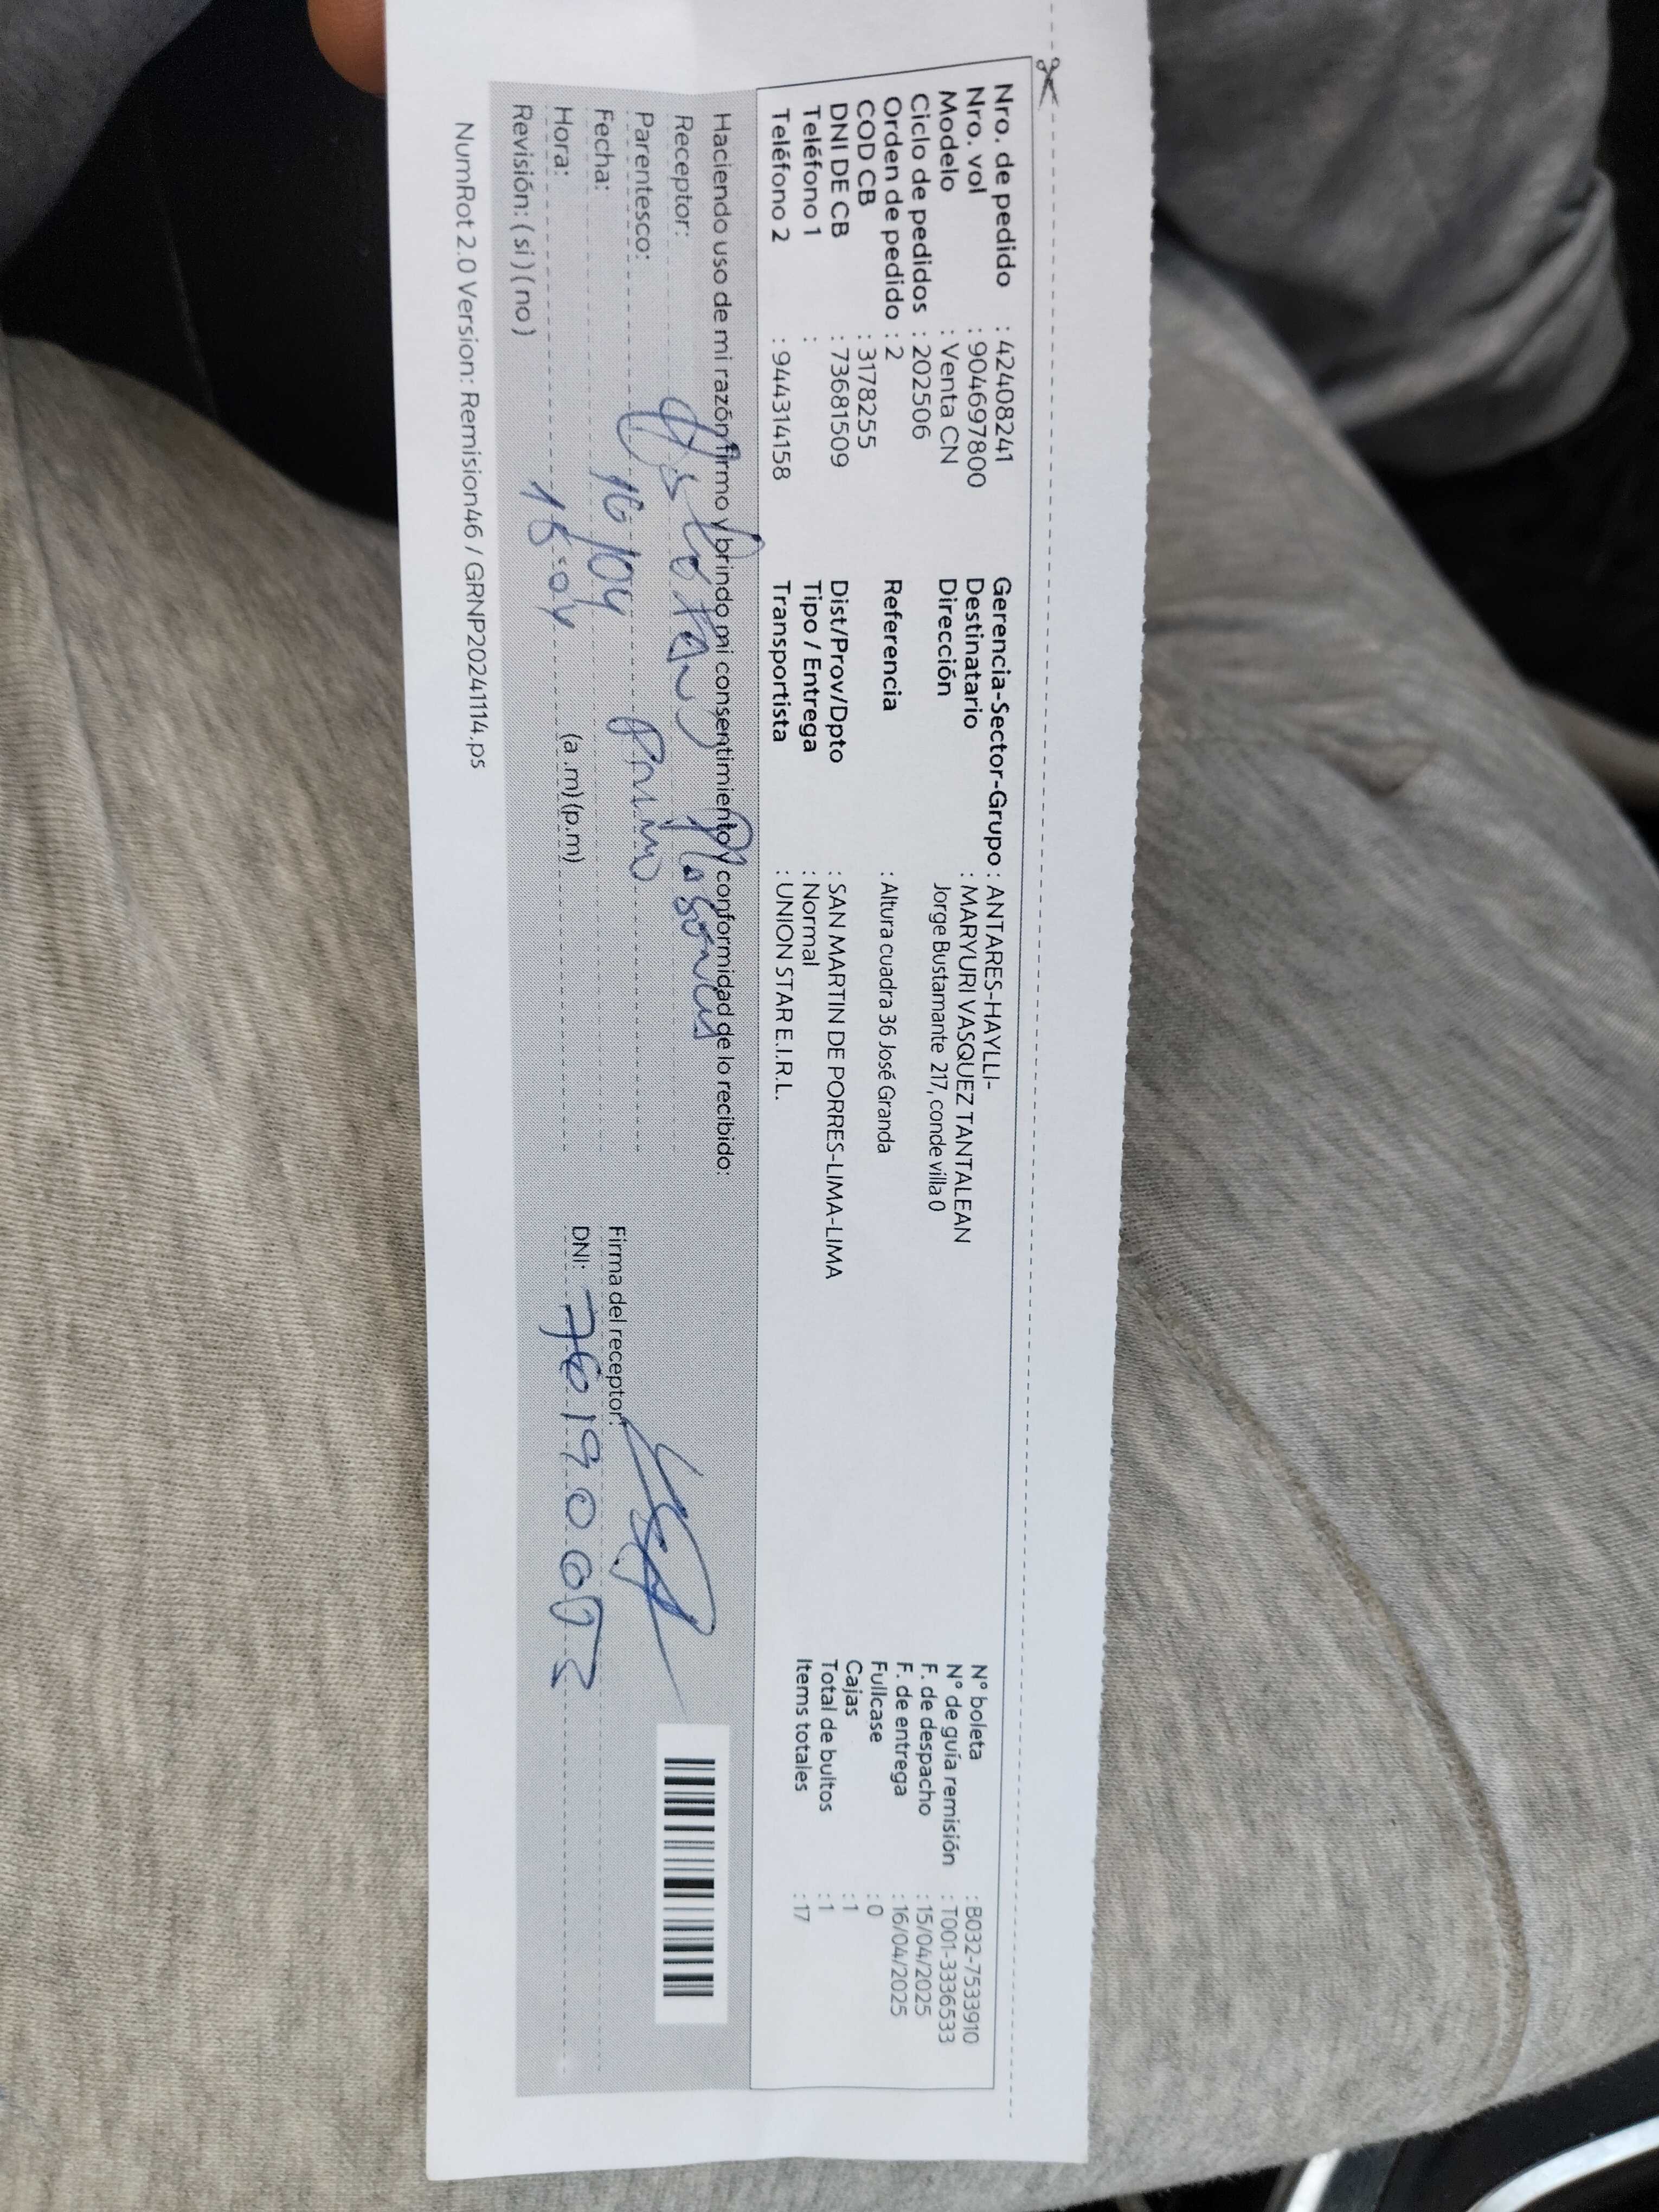 Nro. de pedido : 42408241
Nro. vol : 904697800
Modelo : Venta CN
Ciclo de pedidos : 202506
Orden de pedido : 2
COD CB : 3178255
DNI DE CB : 73681509
Teléfono 1 :
Teléfono 2 : 944314158
Gerencia-Sector-Grupo : ANTARES-HAYLLI-
Destinatario : MARYURI VASQUEZ TANTALEAN
Dirección Jorge Bustamante 217, conde villa 0
Referencia : Altura cuadra 36 José Granda
Dist/Prov/Dpto : SAN MARTIN DE PORRES-LIMA-LIMA
Tipo / Entrega : Normal
Transportista : UNION STAR E.I.R.L.
N° boleta : B032-7533910
N° de guía remisión : T001-3336533
F. de despacho : 15/04/2025
F. de entrega : 16/04/2025
Fullcase : 0
Cajas : 1
Total de bultos : 1
Items totales : 17
Haciendo uso de mi razón firmo y brindo mi consentimiento y conformidad de lo recibido:
Receptor:
Parentesco: Primo
Fecha: 16/04
Hora: (a.m) (p.m)
Revisión: (si) (no)
Firma del receptor:
DNI:
NumRot 2.0 Version: Remision46 / GRNP20241114.ps